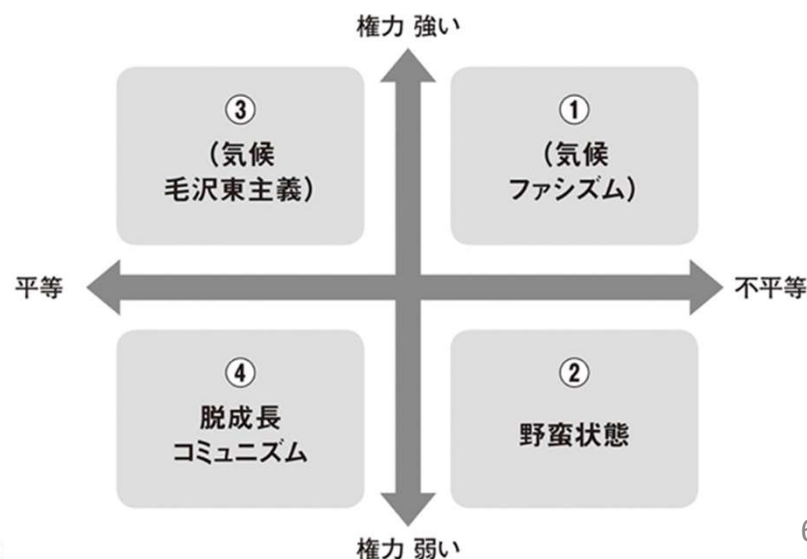 権力 強い
③
(気候
毛沢東主義)
①
(気候
ファシズム)
平等
不平等
④
脱成長
コミュニズム
②
野蛮状態
権力 弱い